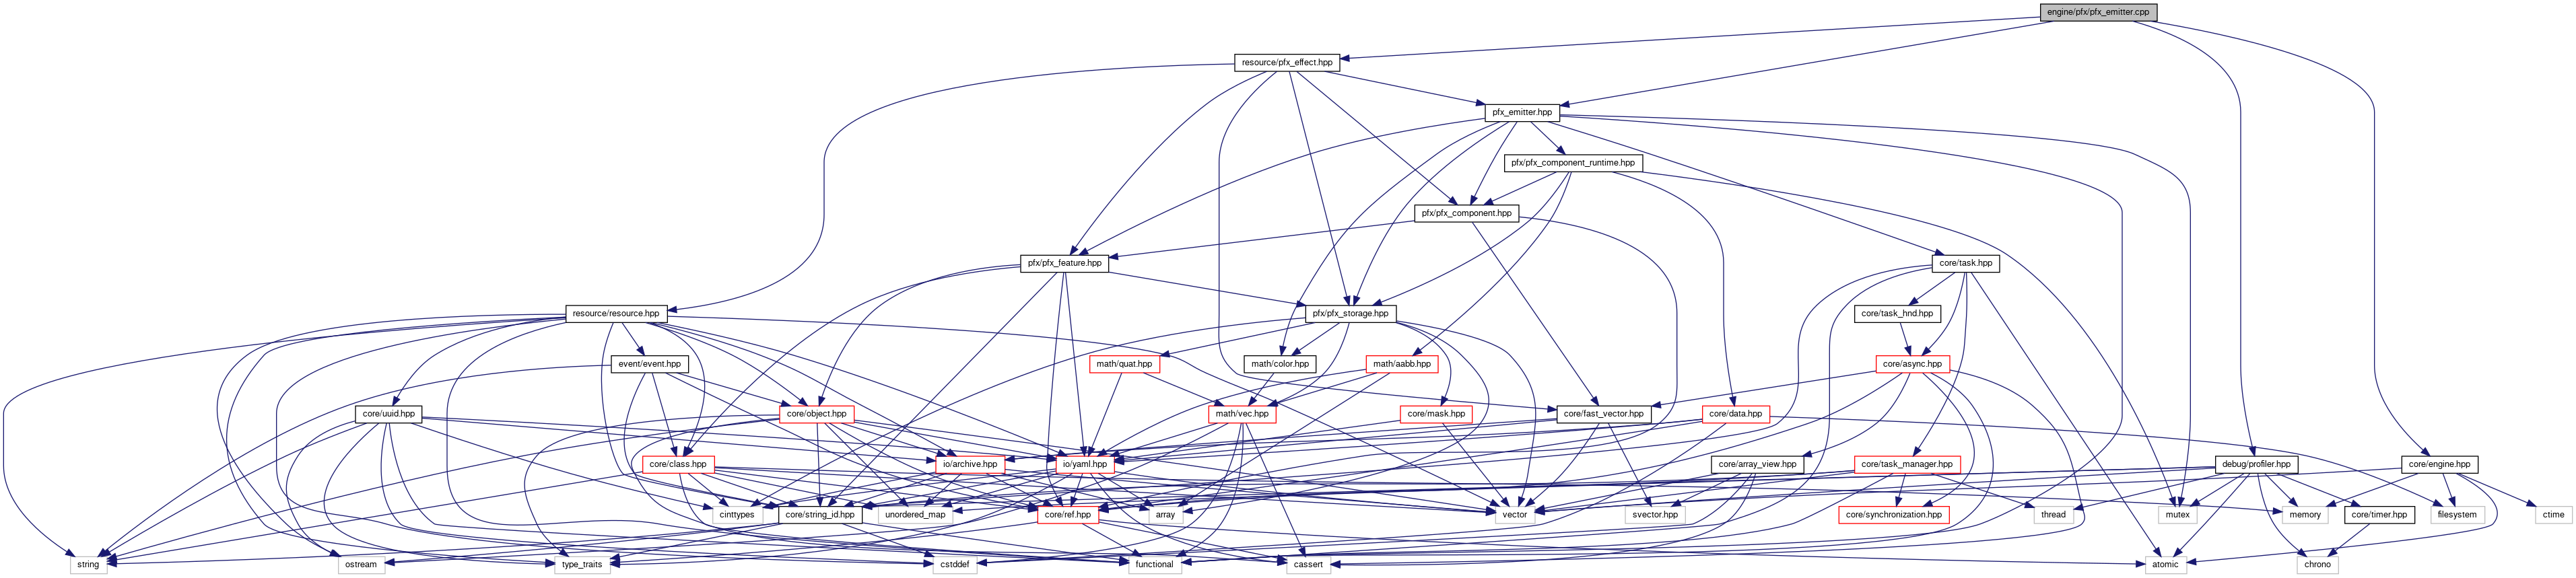 engine/pfx/pfx_emitter.cpp
resource/pfx_effect.hpp
pfx_emitter.hpp
pfx/pfx_component_runtime.hpp
pfx/pfx_component.hpp
pfx/pfx_feature.hpp
core/task.hpp
resource/resource.hpp
pfx/pfx_storage.hpp
core/task_hnd.hpp
event/event.hpp
math/quat.hpp
math/color.hpp
math/aabb.hpp
core/async.hpp
core/uuid.hpp
core/object.hpp
math/vec.hpp
core/mask.hpp
core/fast_vector.hpp
core/data.hpp
core/class.hpp
io/archive.hpp
io/yaml.hpp
core/array_view.hpp
core/task_manager.hpp
debug/profiler.hpp
core/engine.hpp
cinttypes
core/string_id.hpp
unordered_map
core/ref.hpp
array
vector
svector.hpp
core/synchronization.hpp
thread
mutex
memory
core/timer.hpp
filesystem
ctime
string
ostream
type_traits
cstddef
functional
cassert
atomic
chrono